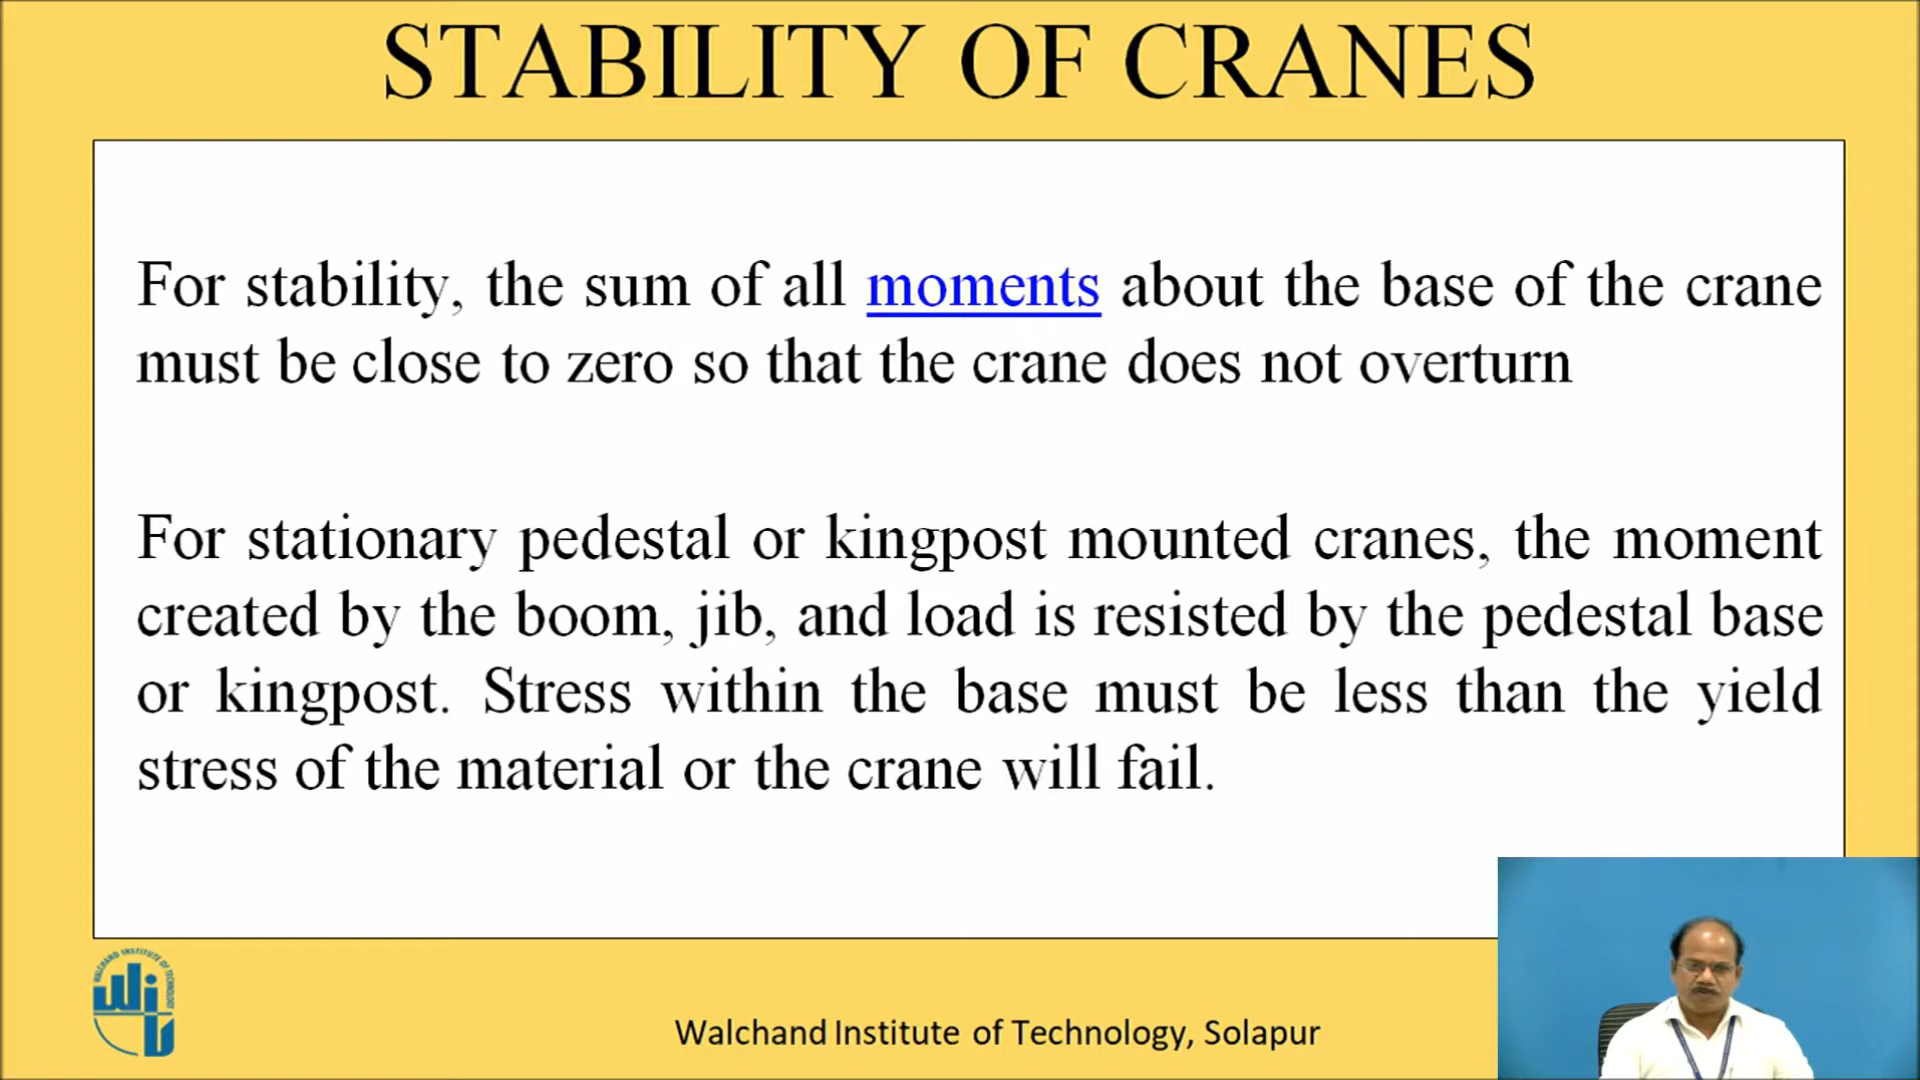 STABILITY OF CRANES
For stability, the sum of all moments about the base of the crane
must be close to zero so that the crane does not overturn
For stationary pedestal or kingpost mounted cranes, the moment
created by the boom, jib, and load is resisted by the pedestal base
or kingpost. Stress within the base must be less than the yield
stress of the material or the crane will fail.
WALCHAND INSTITUTE OF TECHNOLOGY
Walchand Institute of Technology, Solapur